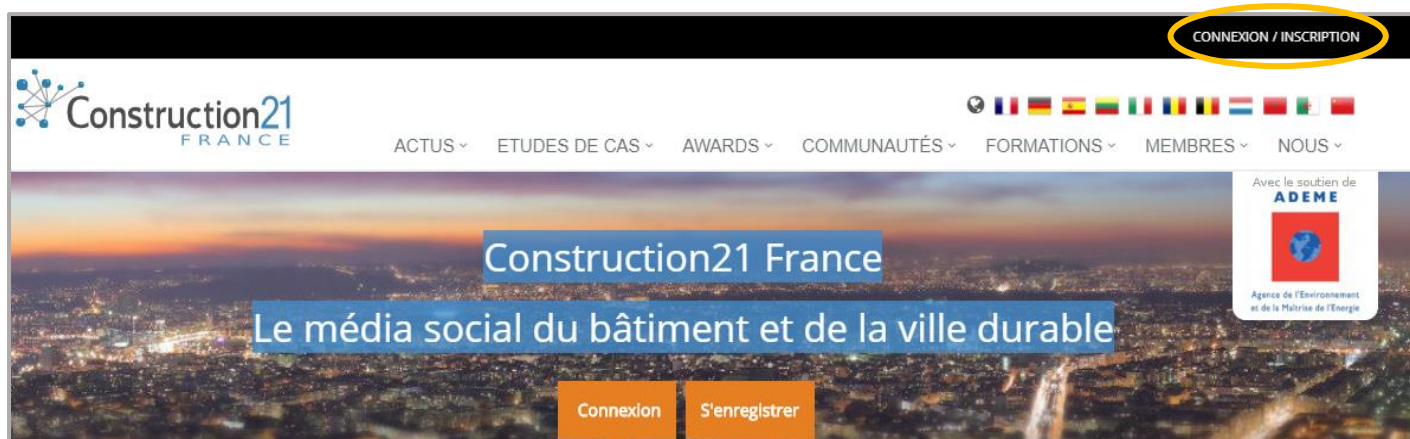 CONNEXION / INSCRIPTION
Construction21
FRANCE
ACTUS ETUDES DE CAS AWARDS COMMUNAUTÉS FORMATIONS MEMBRES NOUS
Avec le soutien de
ADEME
Agence de l'Environnement
et de la Maîtrise de l'Energie
Construction21 France
Le média social du bâtiment et de la ville durable
Connexion S'enregistrer